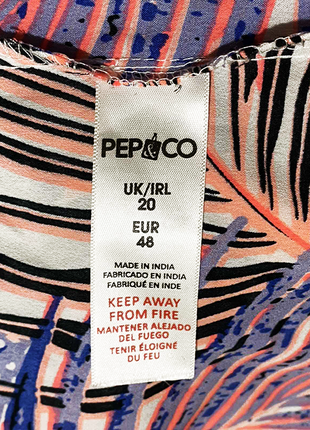 PEP&CO
UK/IRL
20
EUR
48
MADE IN INDIA
FABRICADO EN INDIA
FABRIQUÉ EN INDE
KEEP AWAY
FROM FIRE
MANTENER ALEJADO
DEL FUEGO
TENIR ÉLOIGNÉ
DU FEU